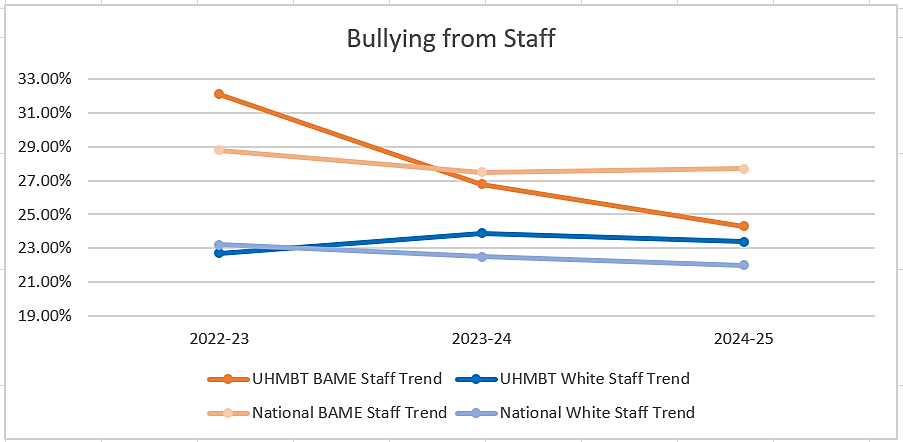 Bullying from Staff
33.00%
31.00%
29.00%
27.00%
25.00%
23.00%
21.00%
19.00%
2022-23 2023-24 2024-25
UHMBT BAME Staff Trend UHMBT White Staff Trend
National BAME Staff Trend National White Staff Trend